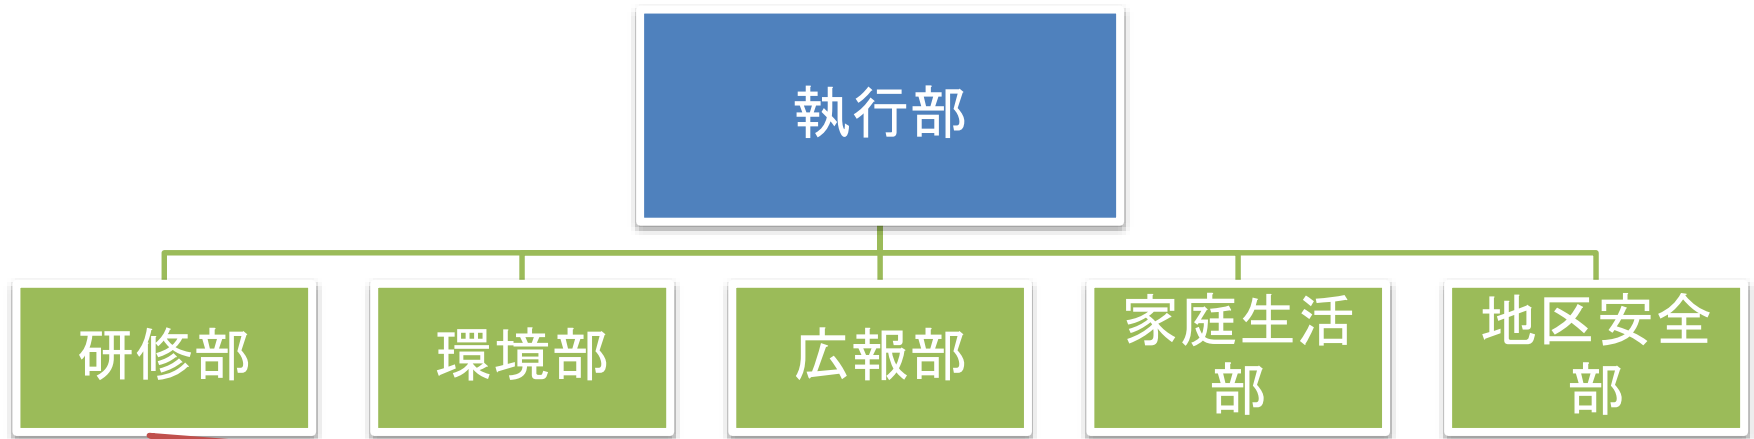 執行部
研修部
環境部
広報部
家庭生活
部
地区安全
部